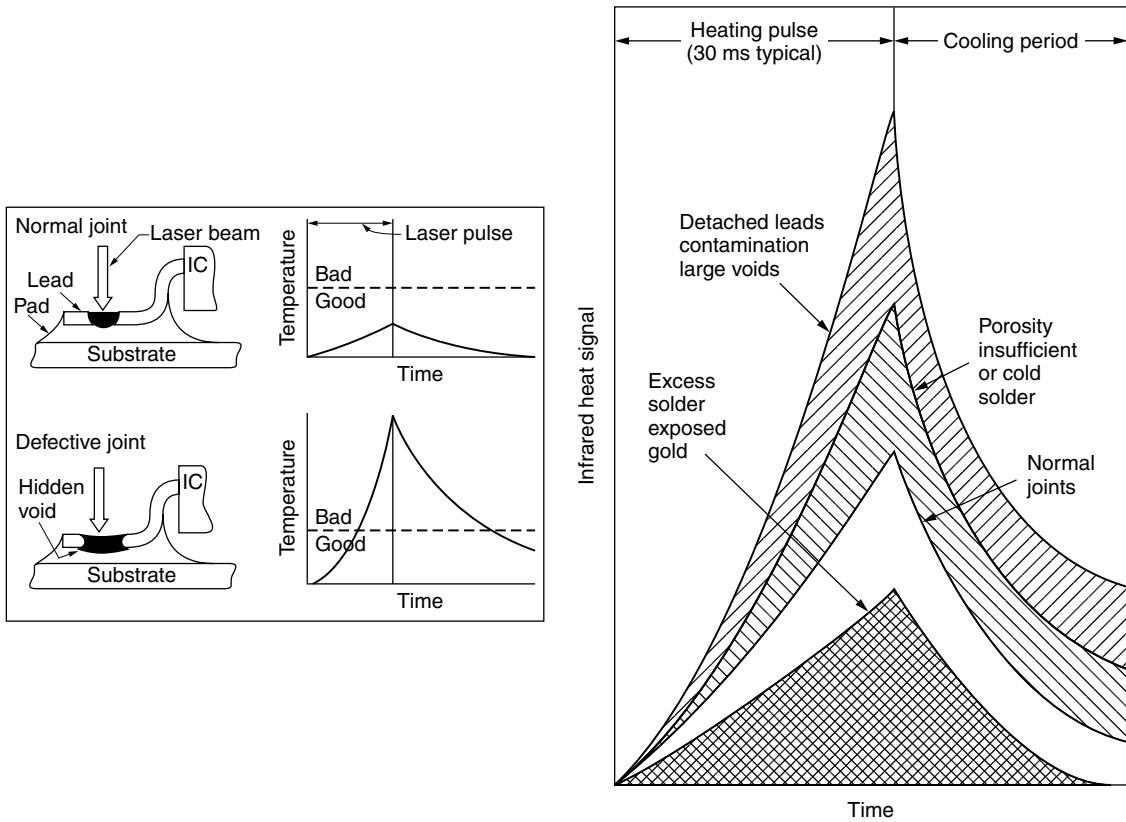 Normal joint
Laser beam
IC
Lead
Pad
Substrate
Temperature
Laser pulse
Bad
Good
Time
Defective joint
Hidden
void
IC
Substrate
Temperature
Bad
Good
Time
Heating pulse
(30 ms typical)
Cooling period
Infrared heat signal
Detached leads
contamination
large voids
Porosity
insufficient
or cold
solder
Excess
solder
exposed
gold
Normal
joints
Time